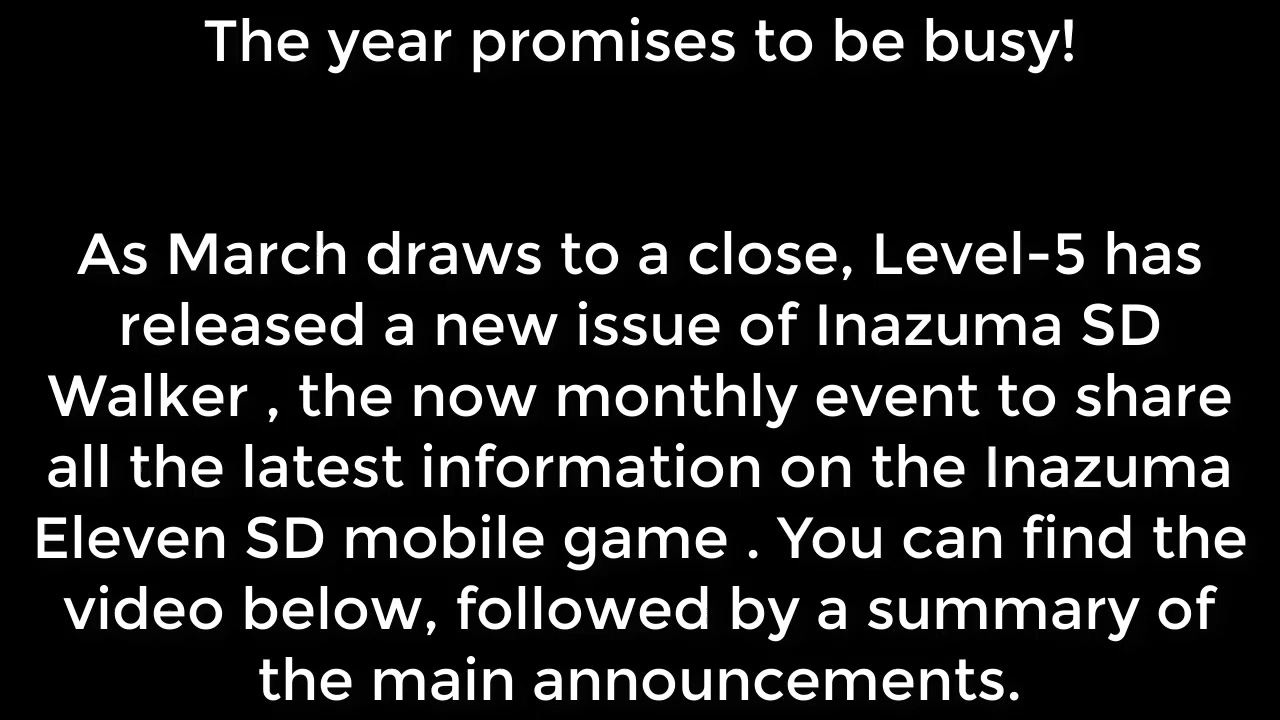 The year promises to be busy!
As March draws to a close, Level-5 has
released a new issue of Inazuma SD
Walker , the now monthly event to share
all the latest information on the Inazuma
Eleven SD mobile game . You can find the
video below, followed by a summary of
the main announcements.